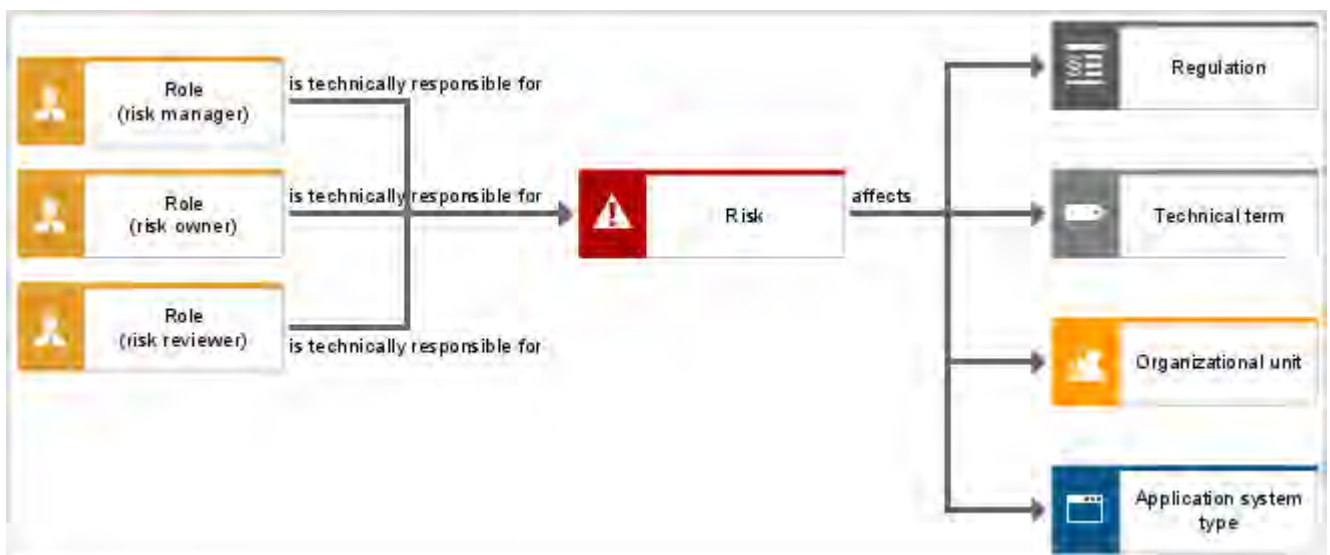 Role
(risk manager)
is technically responsible for
Role
(risk owner)
is technically responsible for
Role
(risk reviewer)
is technically responsible for
Risk
affects
Regulation
Technical term
Organizational unit
Application system
type